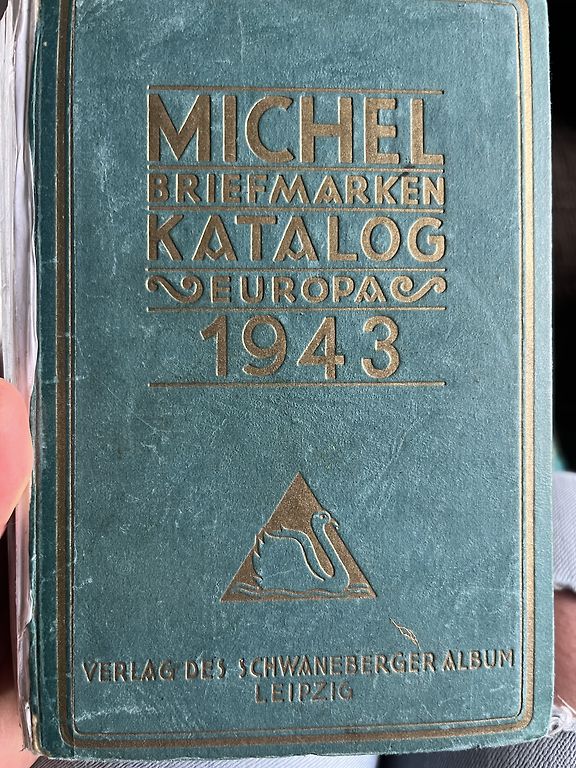 MICHEL
BRIEFMARKEN
KATALOG
EUROPA
1943
VERLAG DES SCHWANEBERGER ALBUM
LEIPZIG